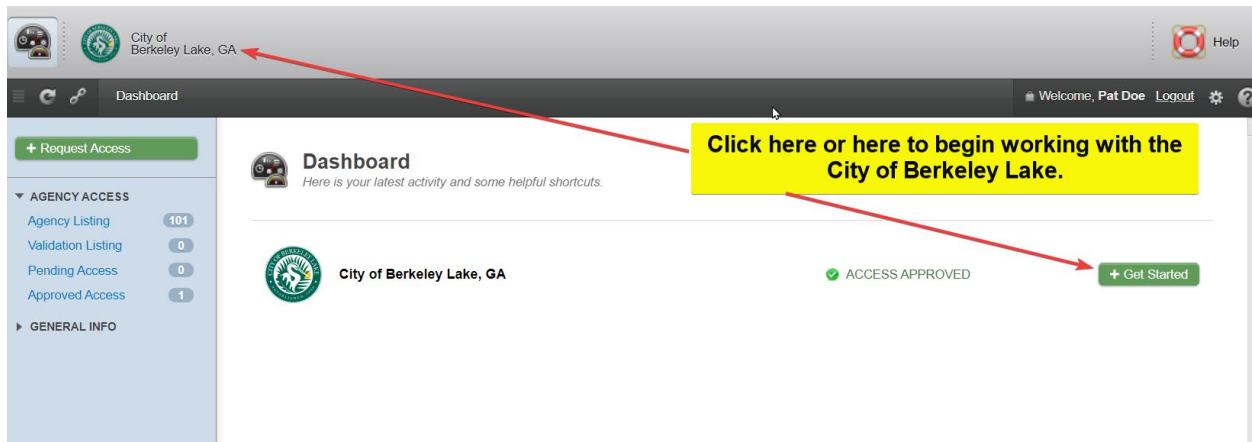 City of
Berkeley Lake, GA
Help
Dashboard
Welcome, Pat Doe Logout
+ Request Access
AGENCY ACCESS
Agency Listing 101
Validation Listing 0
Pending Access 0
Approved Access 1
GENERAL INFO
Dashboard
Here is your latest activity and some helpful shortcuts.
Click here or here to begin working with the
City of Berkeley Lake.
City of Berkeley Lake, GA
ACCESS APPROVED
+ Get Started